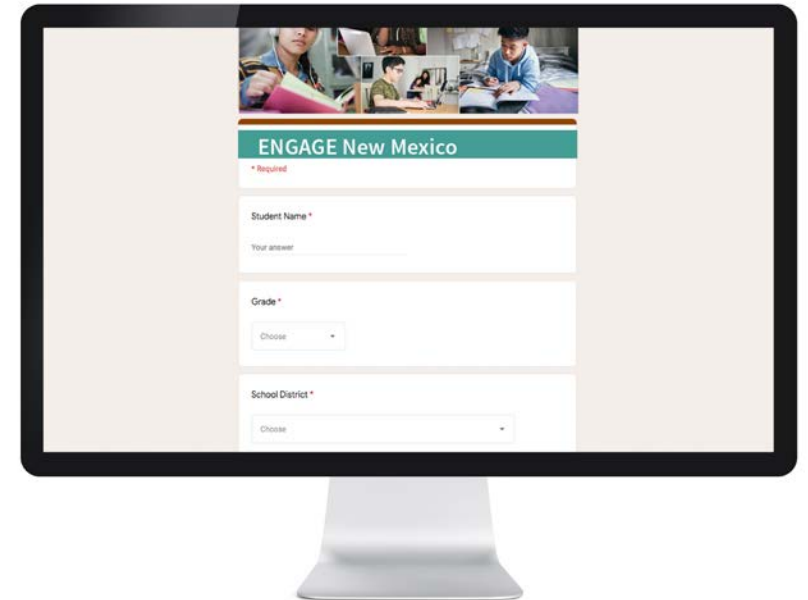 ENGAGE New Mexico
* Required
Student Name *
Your answer
Grade *
Choose
School District *
Choose